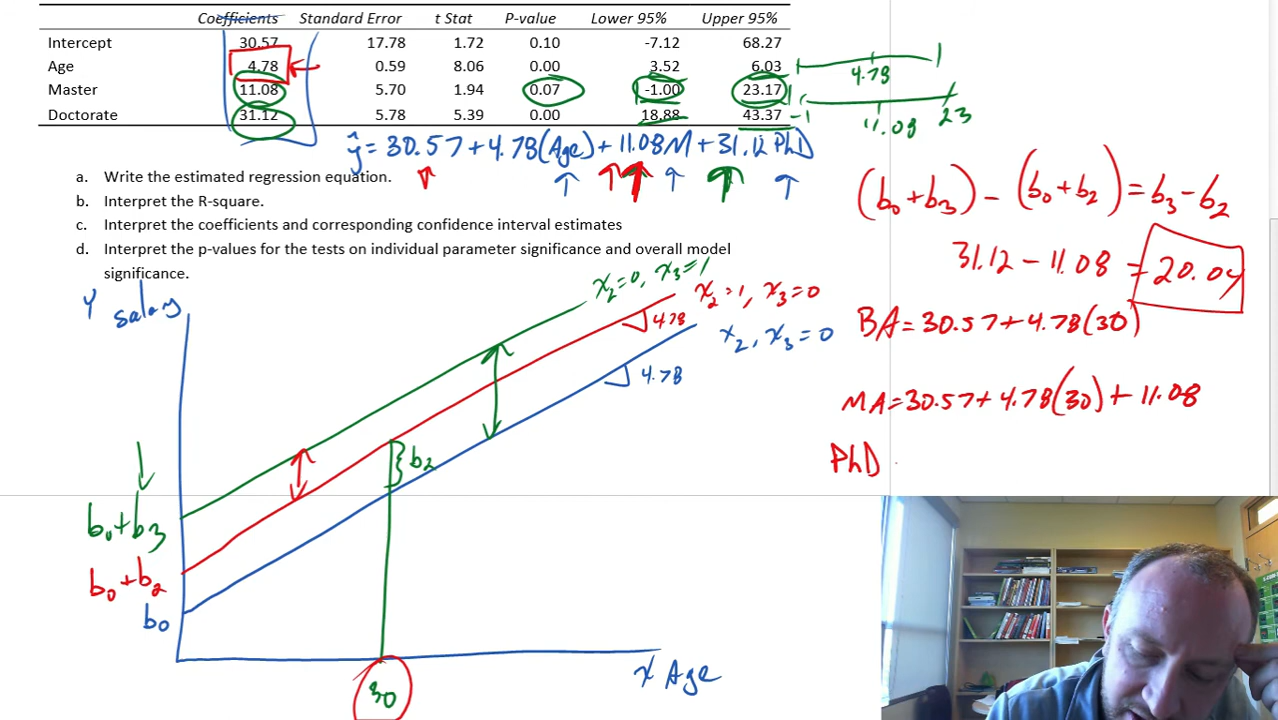 Coefficients Standard Error t Stat P-value Lower 95% Upper 95%
Intercept 30.57 17.78 1.72 0.10 -7.12 68.27
Age 4.78 0.59 8.06 0.00 3.52 6.03
Master 11.08 5.70 1.94 0.07 -1.00 23.17
Doctorate 31.12 5.78 5.39 0.00 18.88 43.37
4.78
-1 11.08 23
ŷ = 30.57 + 4.78(Age) + 11.08M + 31.12 PhD
a. Write the estimated regression equation.
b. Interpret the R-square.
c. Interpret the coefficients and corresponding confidence interval estimates
d. Interpret the p-values for the tests on individual parameter significance and overall model
significance.
(b₀+b₃) - (b₀+b₂) = b₃-b₂
31.12 - 11.08 = 20.04
BA = 30.57 + 4.78(30)
MA = 30.57 + 4.78(30) + 11.08
PhD
Y salary
x₂=0, x₃=1
x₂=1, x₃=0
4.78
x₂, x₃=0
4.78
b₂
b₀+b₃
b₀+b₂
b₀
30
x Age